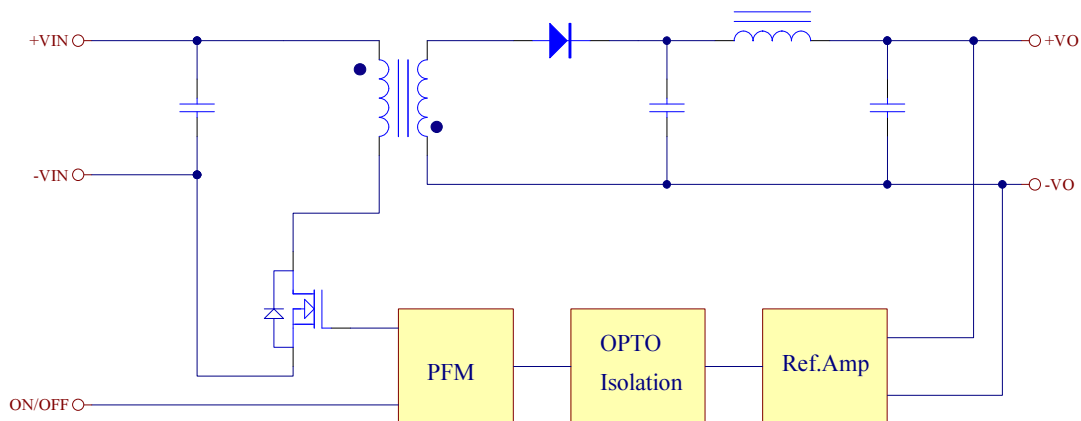 +VIN
+VO
-VIN
-VO
OPTO
Isolation
PFM
Ref.Amp
ON/OFF